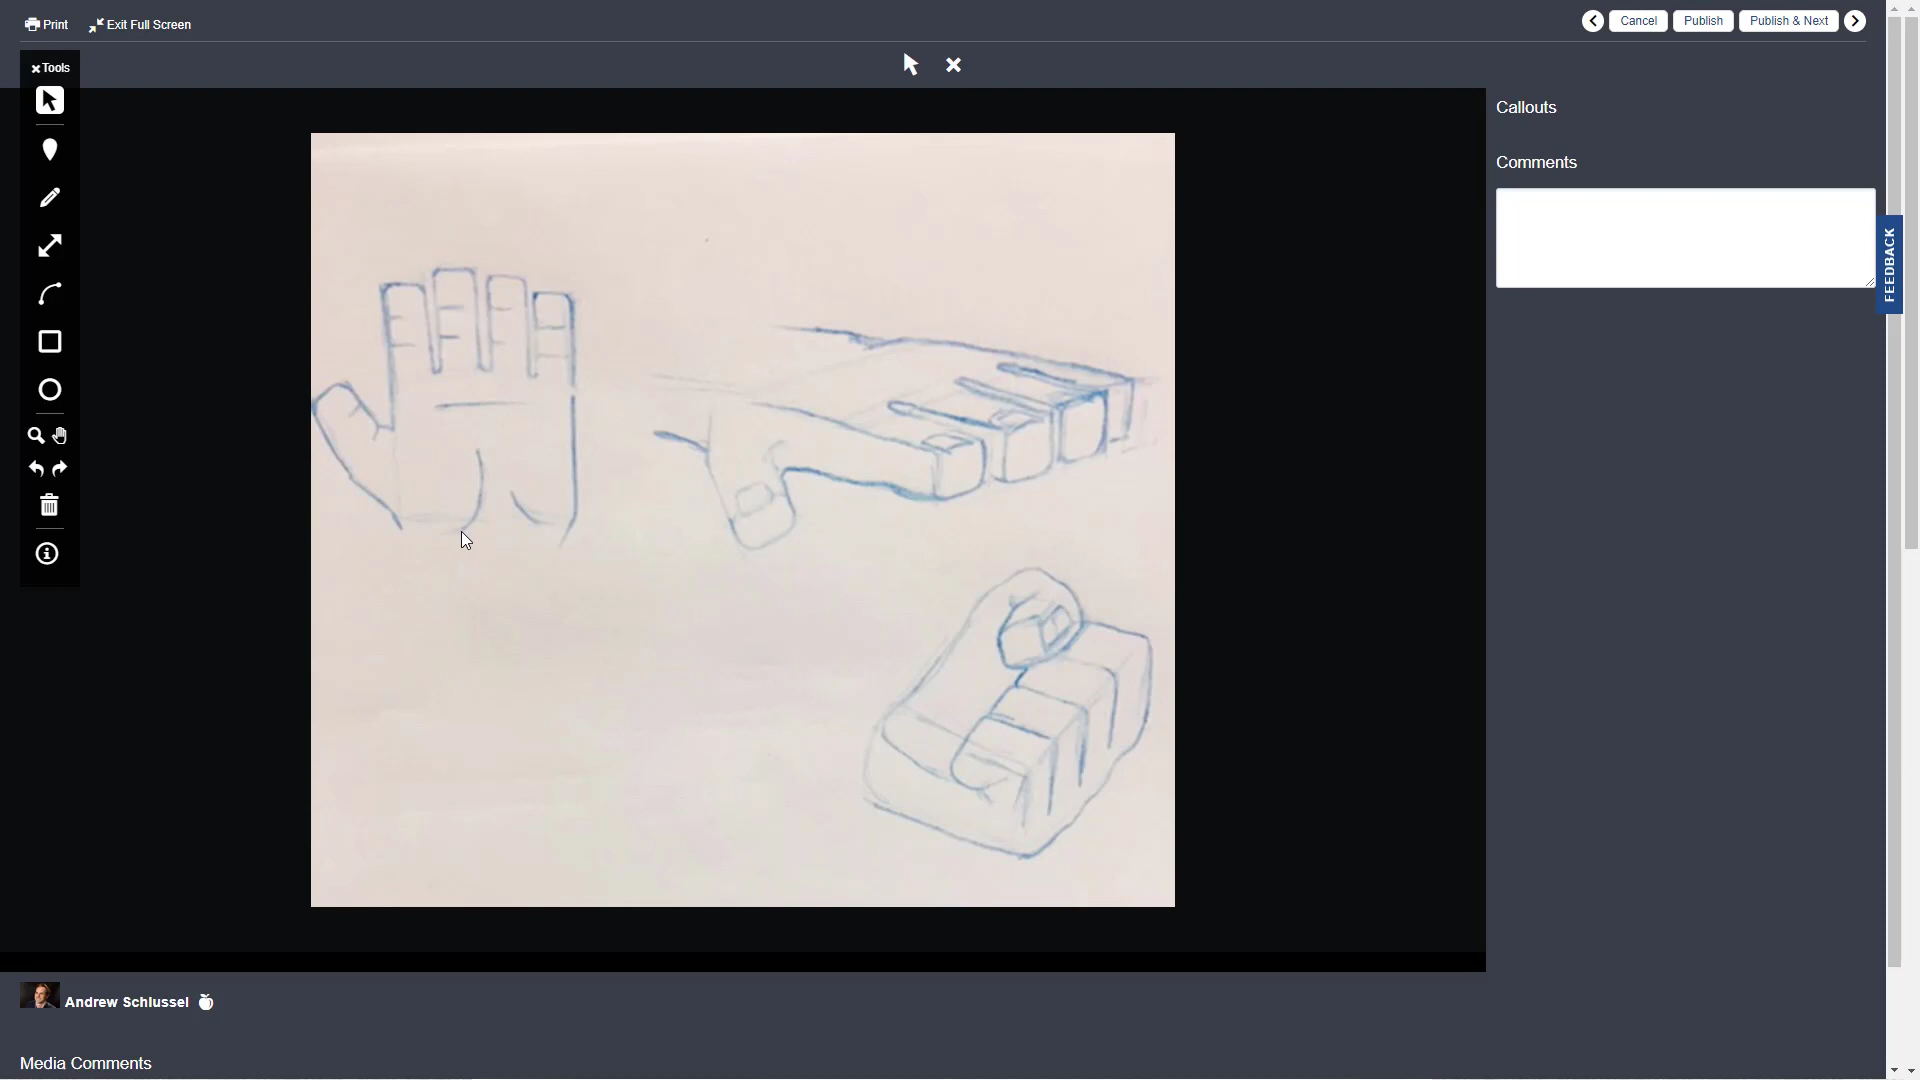 Print
Exit Full Screen
Cancel
Publish
Publish & Next
Tools
Callouts
Comments
FEEDBACK
Andrew Schlussel
Media Comments